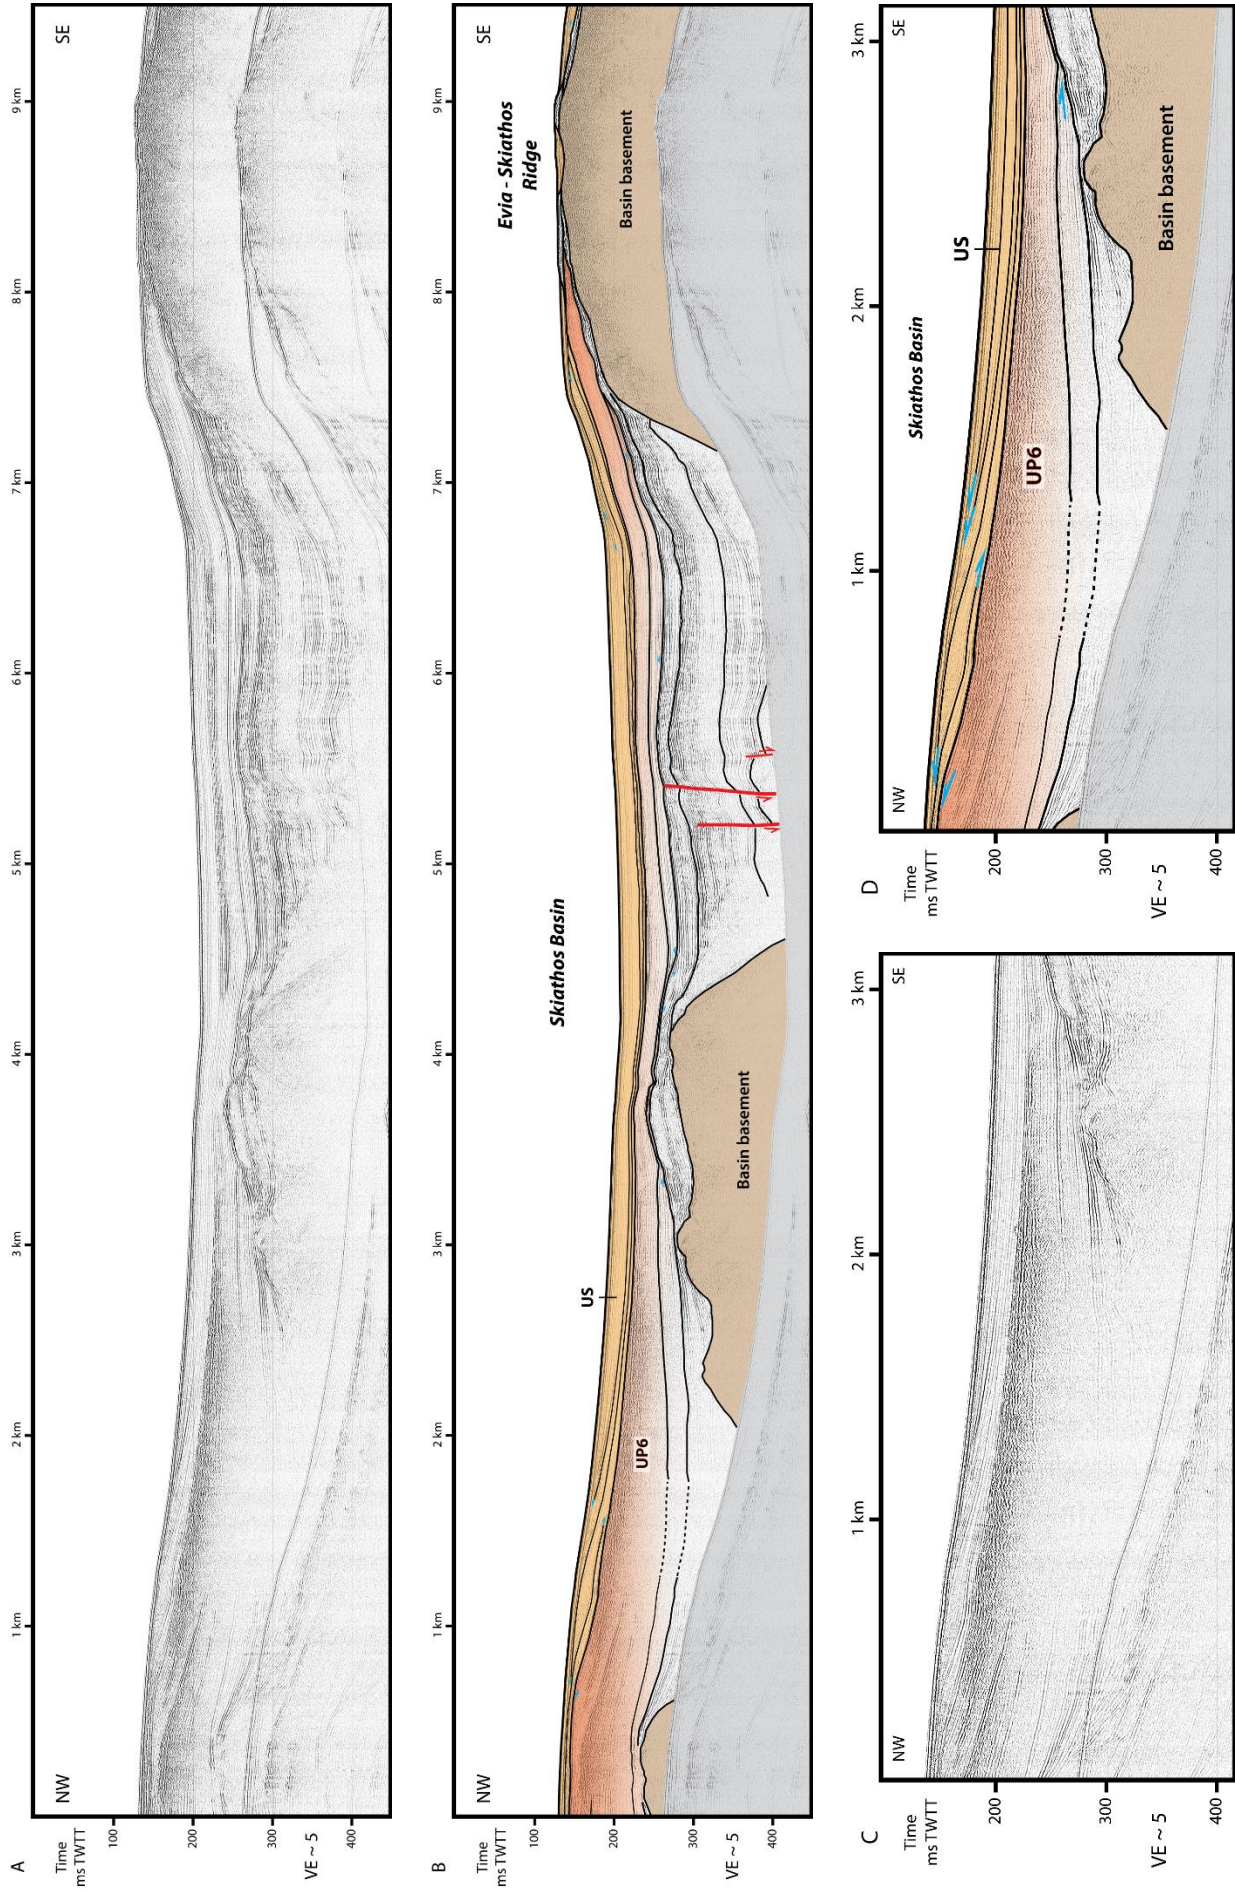 A
NW
SE
1 km
2 km
3 km
4 km
5 km
6 km
7 km
8 km
9 km
Time
ms TWTT
100
200
300
400
VE ~ 5
B
NW
SE
1 km
2 km
3 km
4 km
5 km
6 km
7 km
8 km
9 km
Skiathos Basin
Evia - Skiathos
Ridge
US
UP6
Basin basement
Basin basement
Time
ms TWTT
100
200
300
400
VE ~ 5
C
NW
SE
1 km
2 km
3 km
Time
ms TWTT
200
300
400
VE ~ 5
D
NW
SE
1 km
2 km
3 km
Skiathos Basin
US
UP6
Basin basement
Time
ms TWTT
200
300
400
VE ~ 5